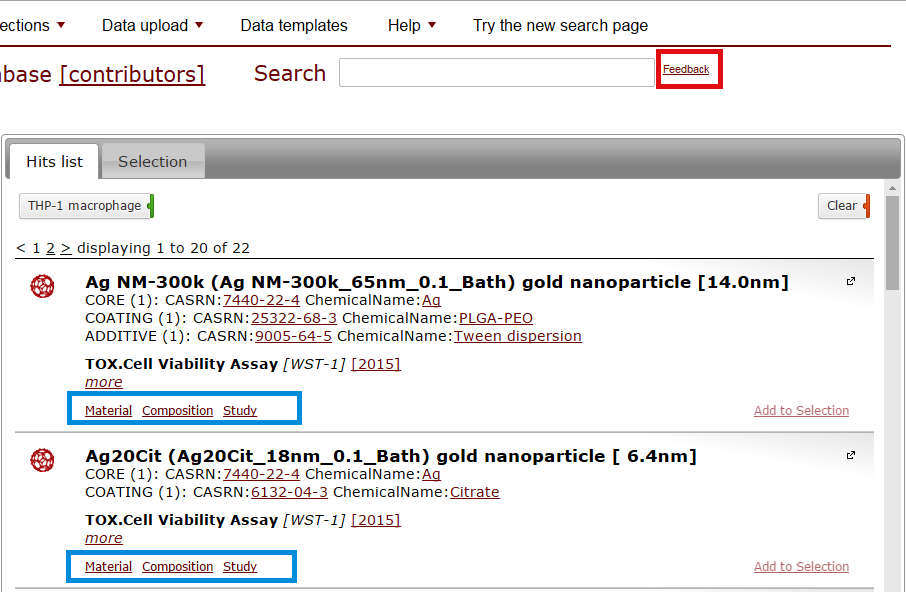 ections Data upload Data templates Help Try the new search page
abase [contributors] Search Feedback
Hits list Selection
THP-1 macrophage Clear
< 1 2 > displaying 1 to 20 of 22
Ag NM-300k (Ag NM-300k_65nm_0.1_Bath) gold nanoparticle [14.0nm]
CORE (1): CASRN:7440-22-4 ChemicalName:Ag
COATING (1): CASRN:25322-68-3 ChemicalName:PLGA-PEO
ADDITIVE (1): CASRN:9005-64-5 ChemicalName:Tween dispersion
TOX.Cell Viability Assay [WST-1] [2015]
more
Material Composition Study Add to Selection
Ag20Cit (Ag20Cit_18nm_0.1_Bath) gold nanoparticle [ 6.4nm]
CORE (1): CASRN:7440-22-4 ChemicalName:Ag
COATING (1): CASRN:6132-04-3 ChemicalName:Citrate
TOX.Cell Viability Assay [WST-1] [2015]
more
Material Composition Study Add to Selection